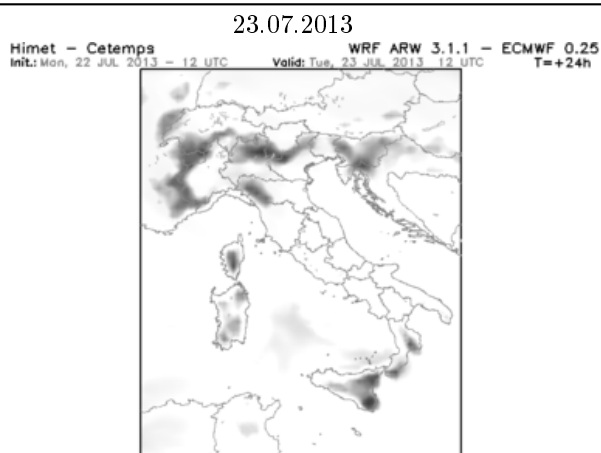 23.07.2013
Himet - Cetemps WRF ARW 3.1.1 - ECMWF 0.25
Init.: Mon, 22 JUL 2013 - 12 UTC Valid: Tue, 23 JUL 2013 12 UTC T=+24h